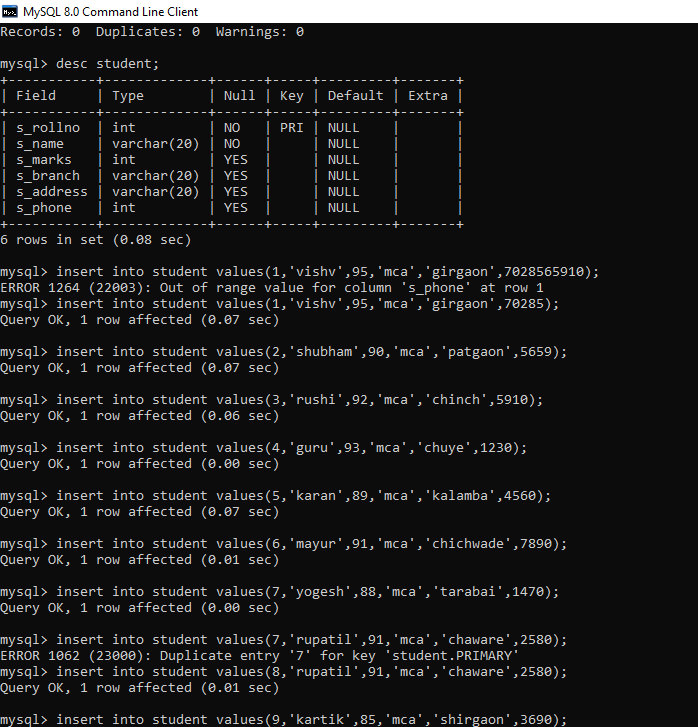 MySQL 8.0 Command Line Client
Records: 0  Duplicates: 0  Warnings: 0
mysql> desc student;
+-----------+-------------+------+-----+---------+-------+
| Field     | Type        | Null | Key | Default | Extra |
+-----------+-------------+------+-----+---------+-------+
| s_rollno  | int         | NO   | PRI | NULL    |       |
| s_name    | varchar(20) | NO   |     | NULL    |       |
| s_marks   | int         | YES  |     | NULL    |       |
| s_branch  | varchar(20) | YES  |     | NULL    |       |
| s_address | varchar(20) | YES  |     | NULL    |       |
| s_phone   | int         | YES  |     | NULL    |       |
+-----------+-------------+------+-----+---------+-------+
6 rows in set (0.08 sec)
mysql> insert into student values(1,'vishv',95,'mca','girgaon',7028565910);
ERROR 1264 (22003): Out of range value for column 's_phone' at row 1
mysql> insert into student values(1,'vishv',95,'mca','girgaon',70285);
Query OK, 1 row affected (0.07 sec)
mysql> insert into student values(2,'shubham',90,'mca','patgaon',5659);
Query OK, 1 row affected (0.07 sec)
mysql> insert into student values(3,'rushi',92,'mca','chinch',5910);
Query OK, 1 row affected (0.06 sec)
mysql> insert into student values(4,'guru',93,'mca','chuye',1230);
Query OK, 1 row affected (0.00 sec)
mysql> insert into student values(5,'karan',89,'mca','kalamba',4560);
Query OK, 1 row affected (0.07 sec)
mysql> insert into student values(6,'mayur',91,'mca','chichwade',7890);
Query OK, 1 row affected (0.01 sec)
mysql> insert into student values(7,'yogesh',88,'mca','tarabai',1470);
Query OK, 1 row affected (0.00 sec)
mysql> insert into student values(7,'rupatil',91,'mca','chaware',2580);
ERROR 1062 (23000): Duplicate entry '7' for key 'student.PRIMARY'
mysql> insert into student values(8,'rupatil',91,'mca','chaware',2580);
Query OK, 1 row affected (0.01 sec)
mysql> insert into student values(9,'kartik',85,'mca','shirgaon',3690);